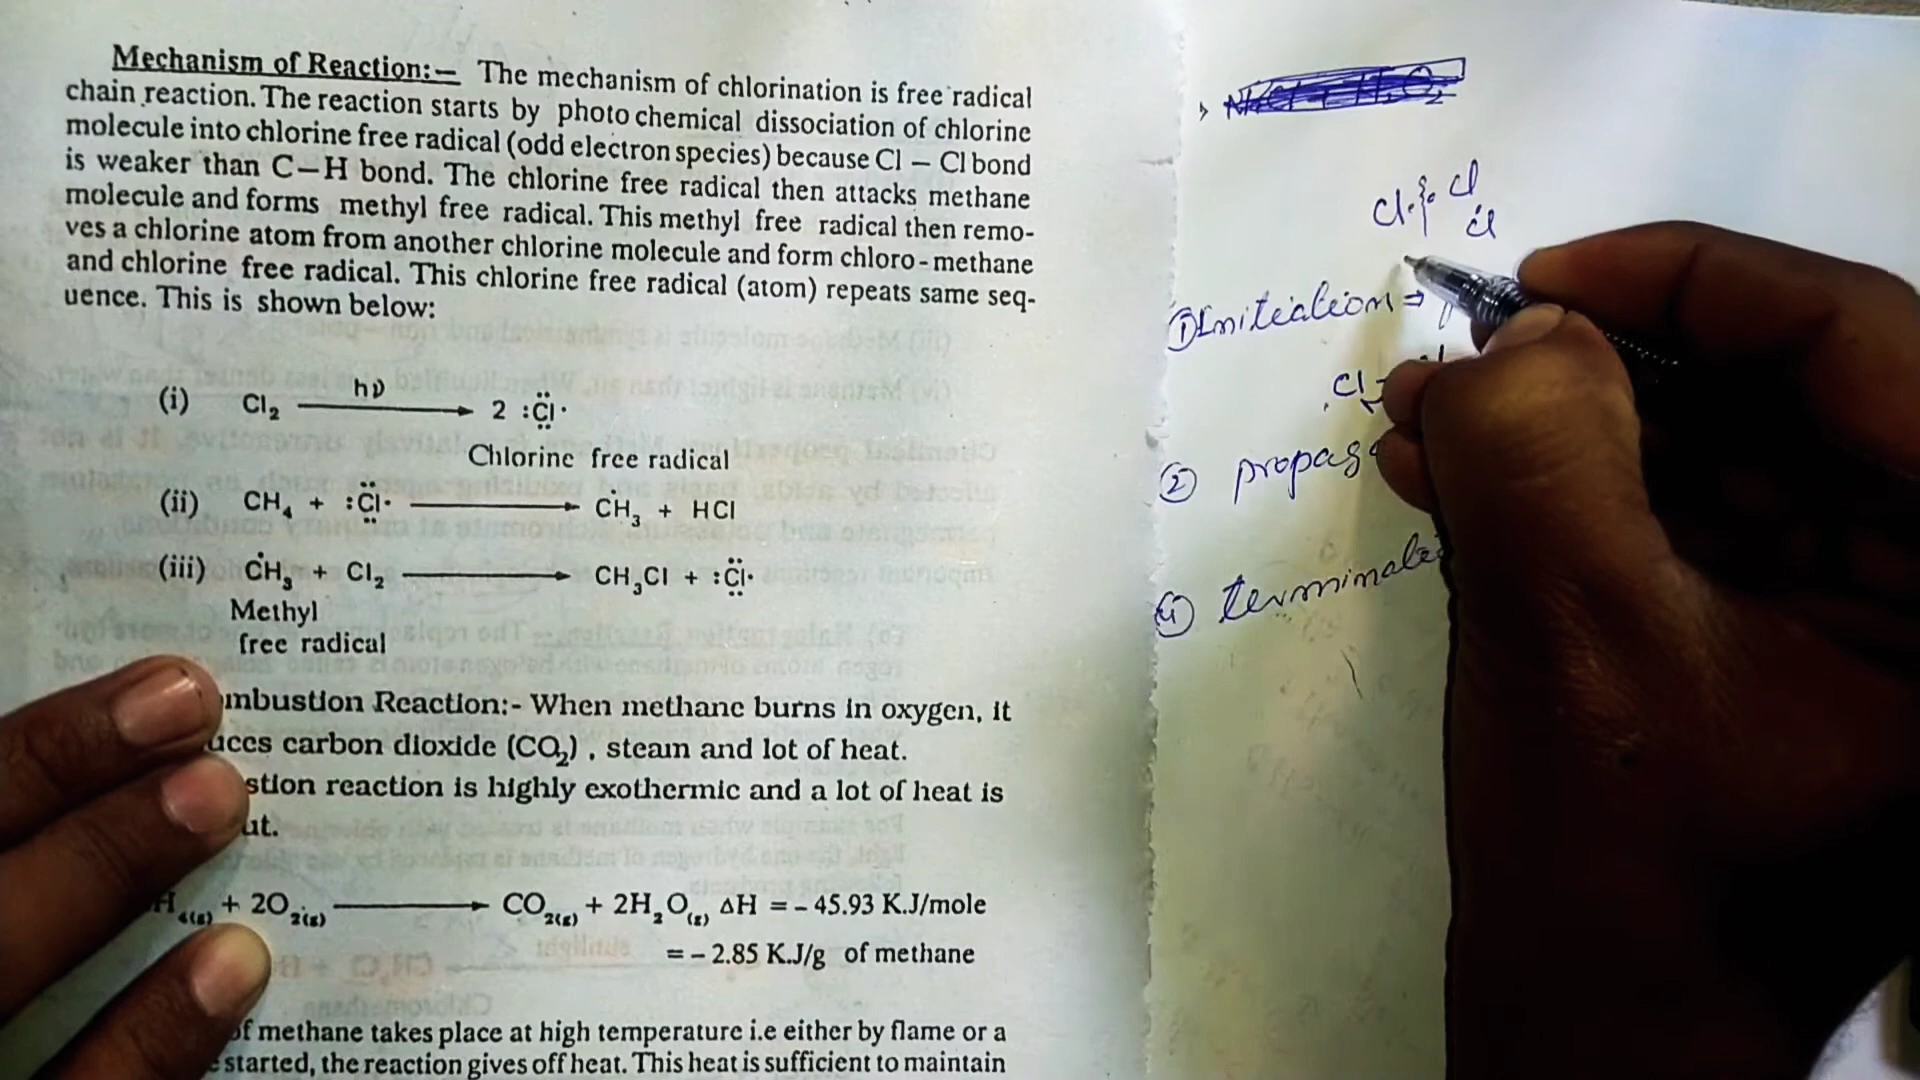 Mechanism of Reaction:— The mechanism of chlorination is free radical
chain reaction. The reaction starts by photo chemical dissociation of chlorine
molecule into chlorine free radical (odd electron species) because Cl – Cl bond
is weaker than C–H bond. The chlorine free radical then attacks methane
molecule and forms methyl free radical. This methyl free radical then remo-
ves a chlorine atom from another chlorine molecule and form chloro-methane
and chlorine free radical. This chlorine free radical (atom) repeats same seq-
uence. This is shown below:
(i) Cl₂ hν → 2 :C̈l·
Chlorine free radical
(ii) CH₄ + :C̈l· → ĊH₃ + HCl
(iii) ĊH₃ + Cl₂ → CH₃Cl + :C̈l·
Methyl
free radical
mbustion Reaction:- When methane burns in oxygen, it
uces carbon dioxide (CO₂) , steam and lot of heat.
stion reaction is highly exothermic and a lot of heat is
ut.
H₄(g) + 2O₂(g) → CO₂(g) + 2H₂O(g) ΔH = – 45.93 K.J/mole
= – 2.85 K.J/g of methane
of methane takes place at high temperature i.e either by flame or a
started, the reaction gives off heat. This heat is sufficient to maintain
Cl·}· Cl
Cl
① Initiation ⇒
Cl
② propag
④ terminat